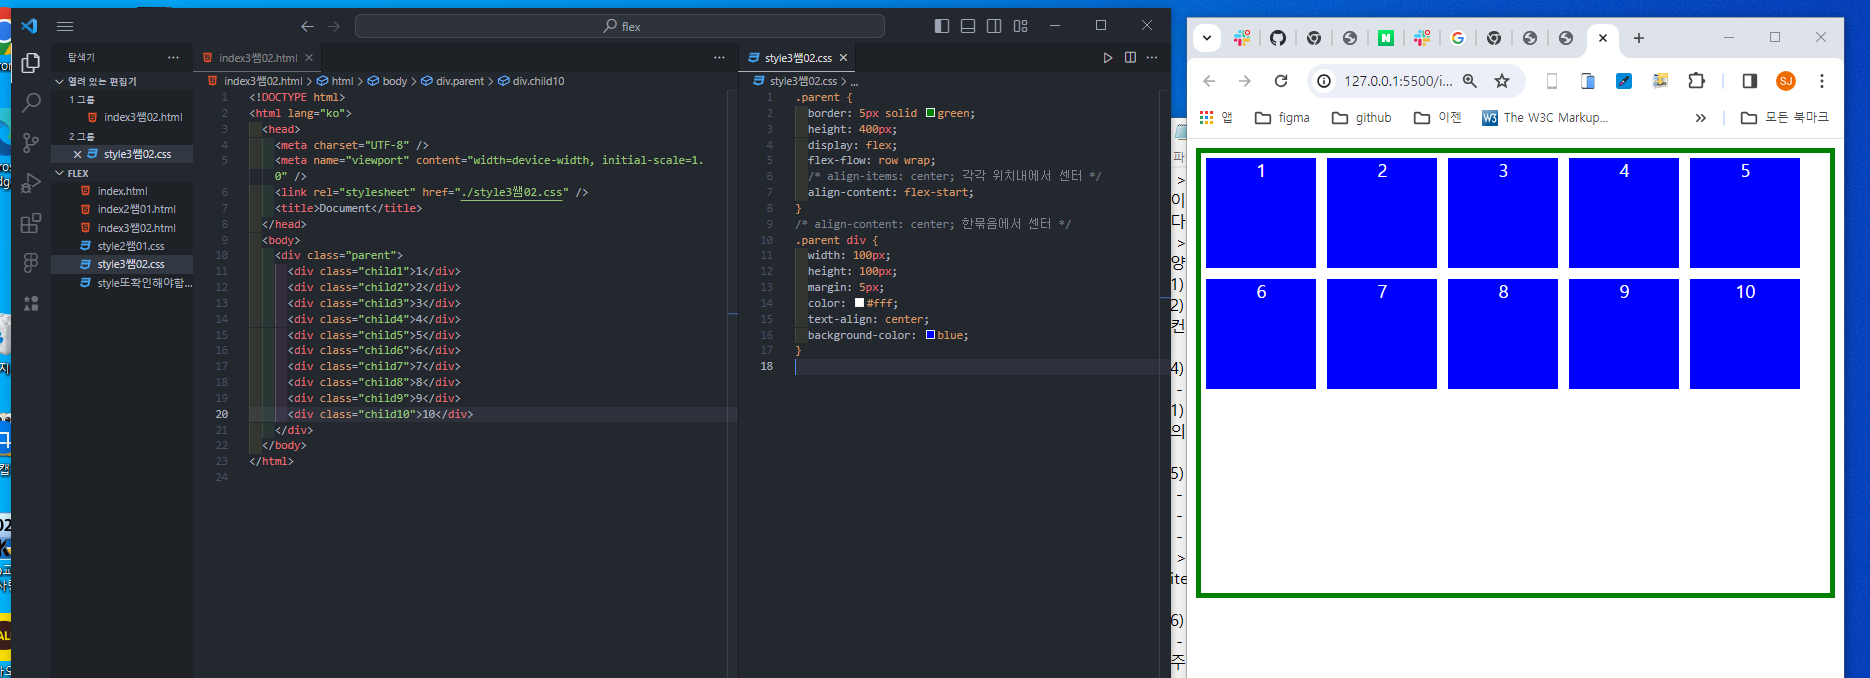 flex
탐색기
열려 있는 편집기
1 그룹
index3쌤02.html
2 그룹
style3쌤02.css
FLEX
index.html
index2쌤01.html
index3쌤02.html
style2쌤01.css
style3쌤02.css
style또확인해야함...
index3쌤02.html
index3쌤02.html > html > body > div.parent > div.child10
1 <!DOCTYPE html>
2 <html lang="ko">
3 <head>
4 <meta charset="UTF-8" />
5 <meta name="viewport" content="width=device-width, initial-scale=1.
0" />
6 <link rel="stylesheet" href="./style3쌤02.css" />
7 <title>Document</title>
8 </head>
9 <body>
10 <div class="parent">
11 <div class="child1">1</div>
12 <div class="child2">2</div>
13 <div class="child3">3</div>
14 <div class="child4">4</div>
15 <div class="child5">5</div>
16 <div class="child6">6</div>
17 <div class="child7">7</div>
18 <div class="child8">8</div>
19 <div class="child9">9</div>
20 <div class="child10">10</div>
21 </div>
22 </body>
23 </html>
24
style3쌤02.css
style3쌤02.css > ...
1 .parent {
2 border: 5px solid green;
3 height: 400px;
4 display: flex;
5 flex-flow: row wrap;
6 /* align-items: center; 각각 위치내에서 센터 */
7 align-content: flex-start;
8 }
9 /* align-content: center; 한묶음에서 센터 */
10 .parent div {
11 width: 100px;
12 height: 100px;
13 margin: 5px;
14 color: #fff;
15 text-align: center;
16 background-color: blue;
17 }
18
파
>
이
다
>
양
1)
2)
컨
4)
-
1)
의
5)
-
-
-
>
ite
6)
-
주
127.0.0.1:5500/i...
SJ
앱
figma
github
이젠
W3 The W3C Markup...
»
모든 북마크
1 2 3 4 5
6 7 8 9 10